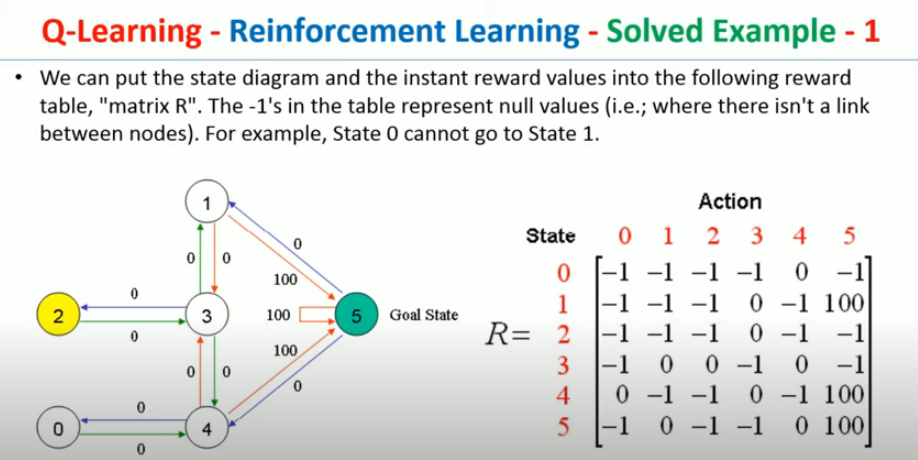 Q-Learning - Reinforcement Learning - Solved Example - 1
• We can put the state diagram and the instant reward values into the following reward
table, "matrix R". The -1's in the table represent null values (i.e.; where there isn't a link
between nodes). For example, State 0 cannot go to State 1.
1
0
0 0
100
2
0
0
3
100
5 Goal State
100
0 0
0
0
0
0
4
Action
State 0 1 2 3 4 5
0 -1 -1 -1 -1 0 -1
1 -1 -1 -1 0 -1 100
R= 2 -1 -1 -1 0 -1 -1
3 -1 0 0 -1 0 -1
4 0 -1 -1 0 -1 100
5 -1 0 -1 -1 0 100